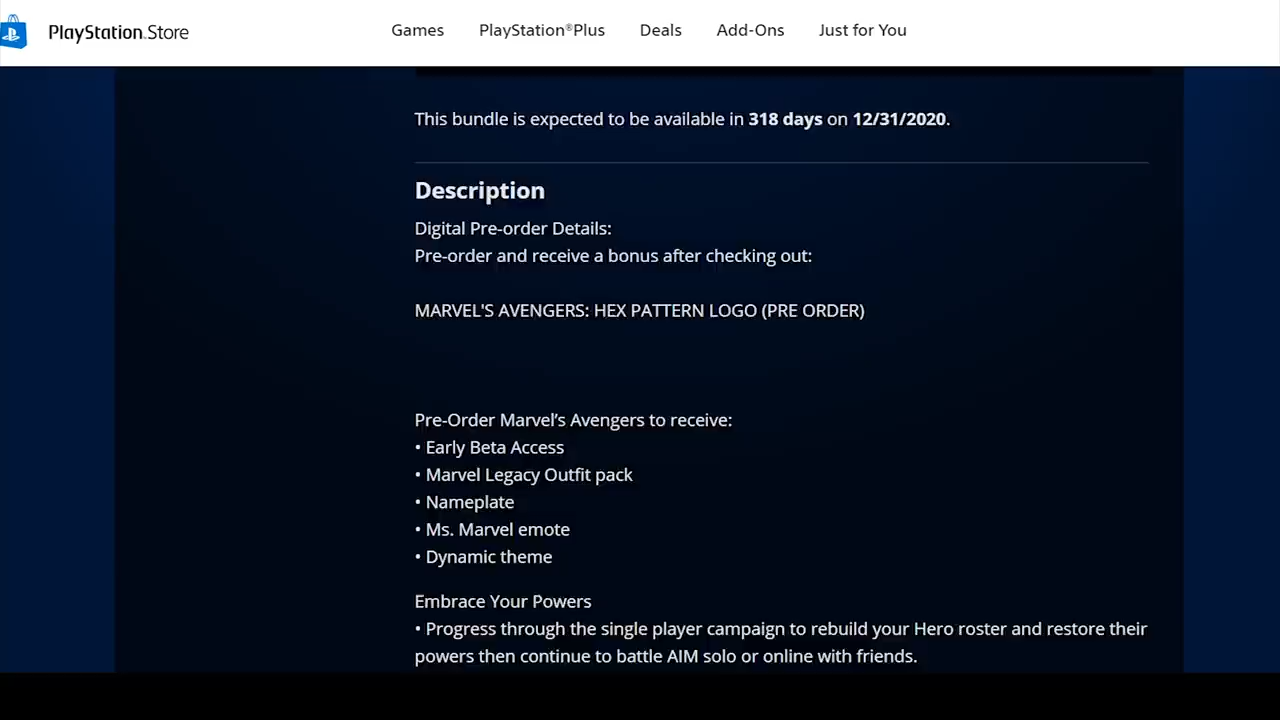 PlayStation.Store
Games PlayStation®Plus Deals Add-Ons Just for You
This bundle is expected to be available in 318 days on 12/31/2020.
Description
Digital Pre-order Details:
Pre-order and receive a bonus after checking out:
MARVEL'S AVENGERS: HEX PATTERN LOGO (PRE ORDER)
Pre-Order Marvel’s Avengers to receive:
• Early Beta Access
• Marvel Legacy Outfit pack
• Nameplate
• Ms. Marvel emote
• Dynamic theme
Embrace Your Powers
• Progress through the single player campaign to rebuild your Hero roster and restore their
powers then continue to battle AIM solo or online with friends.